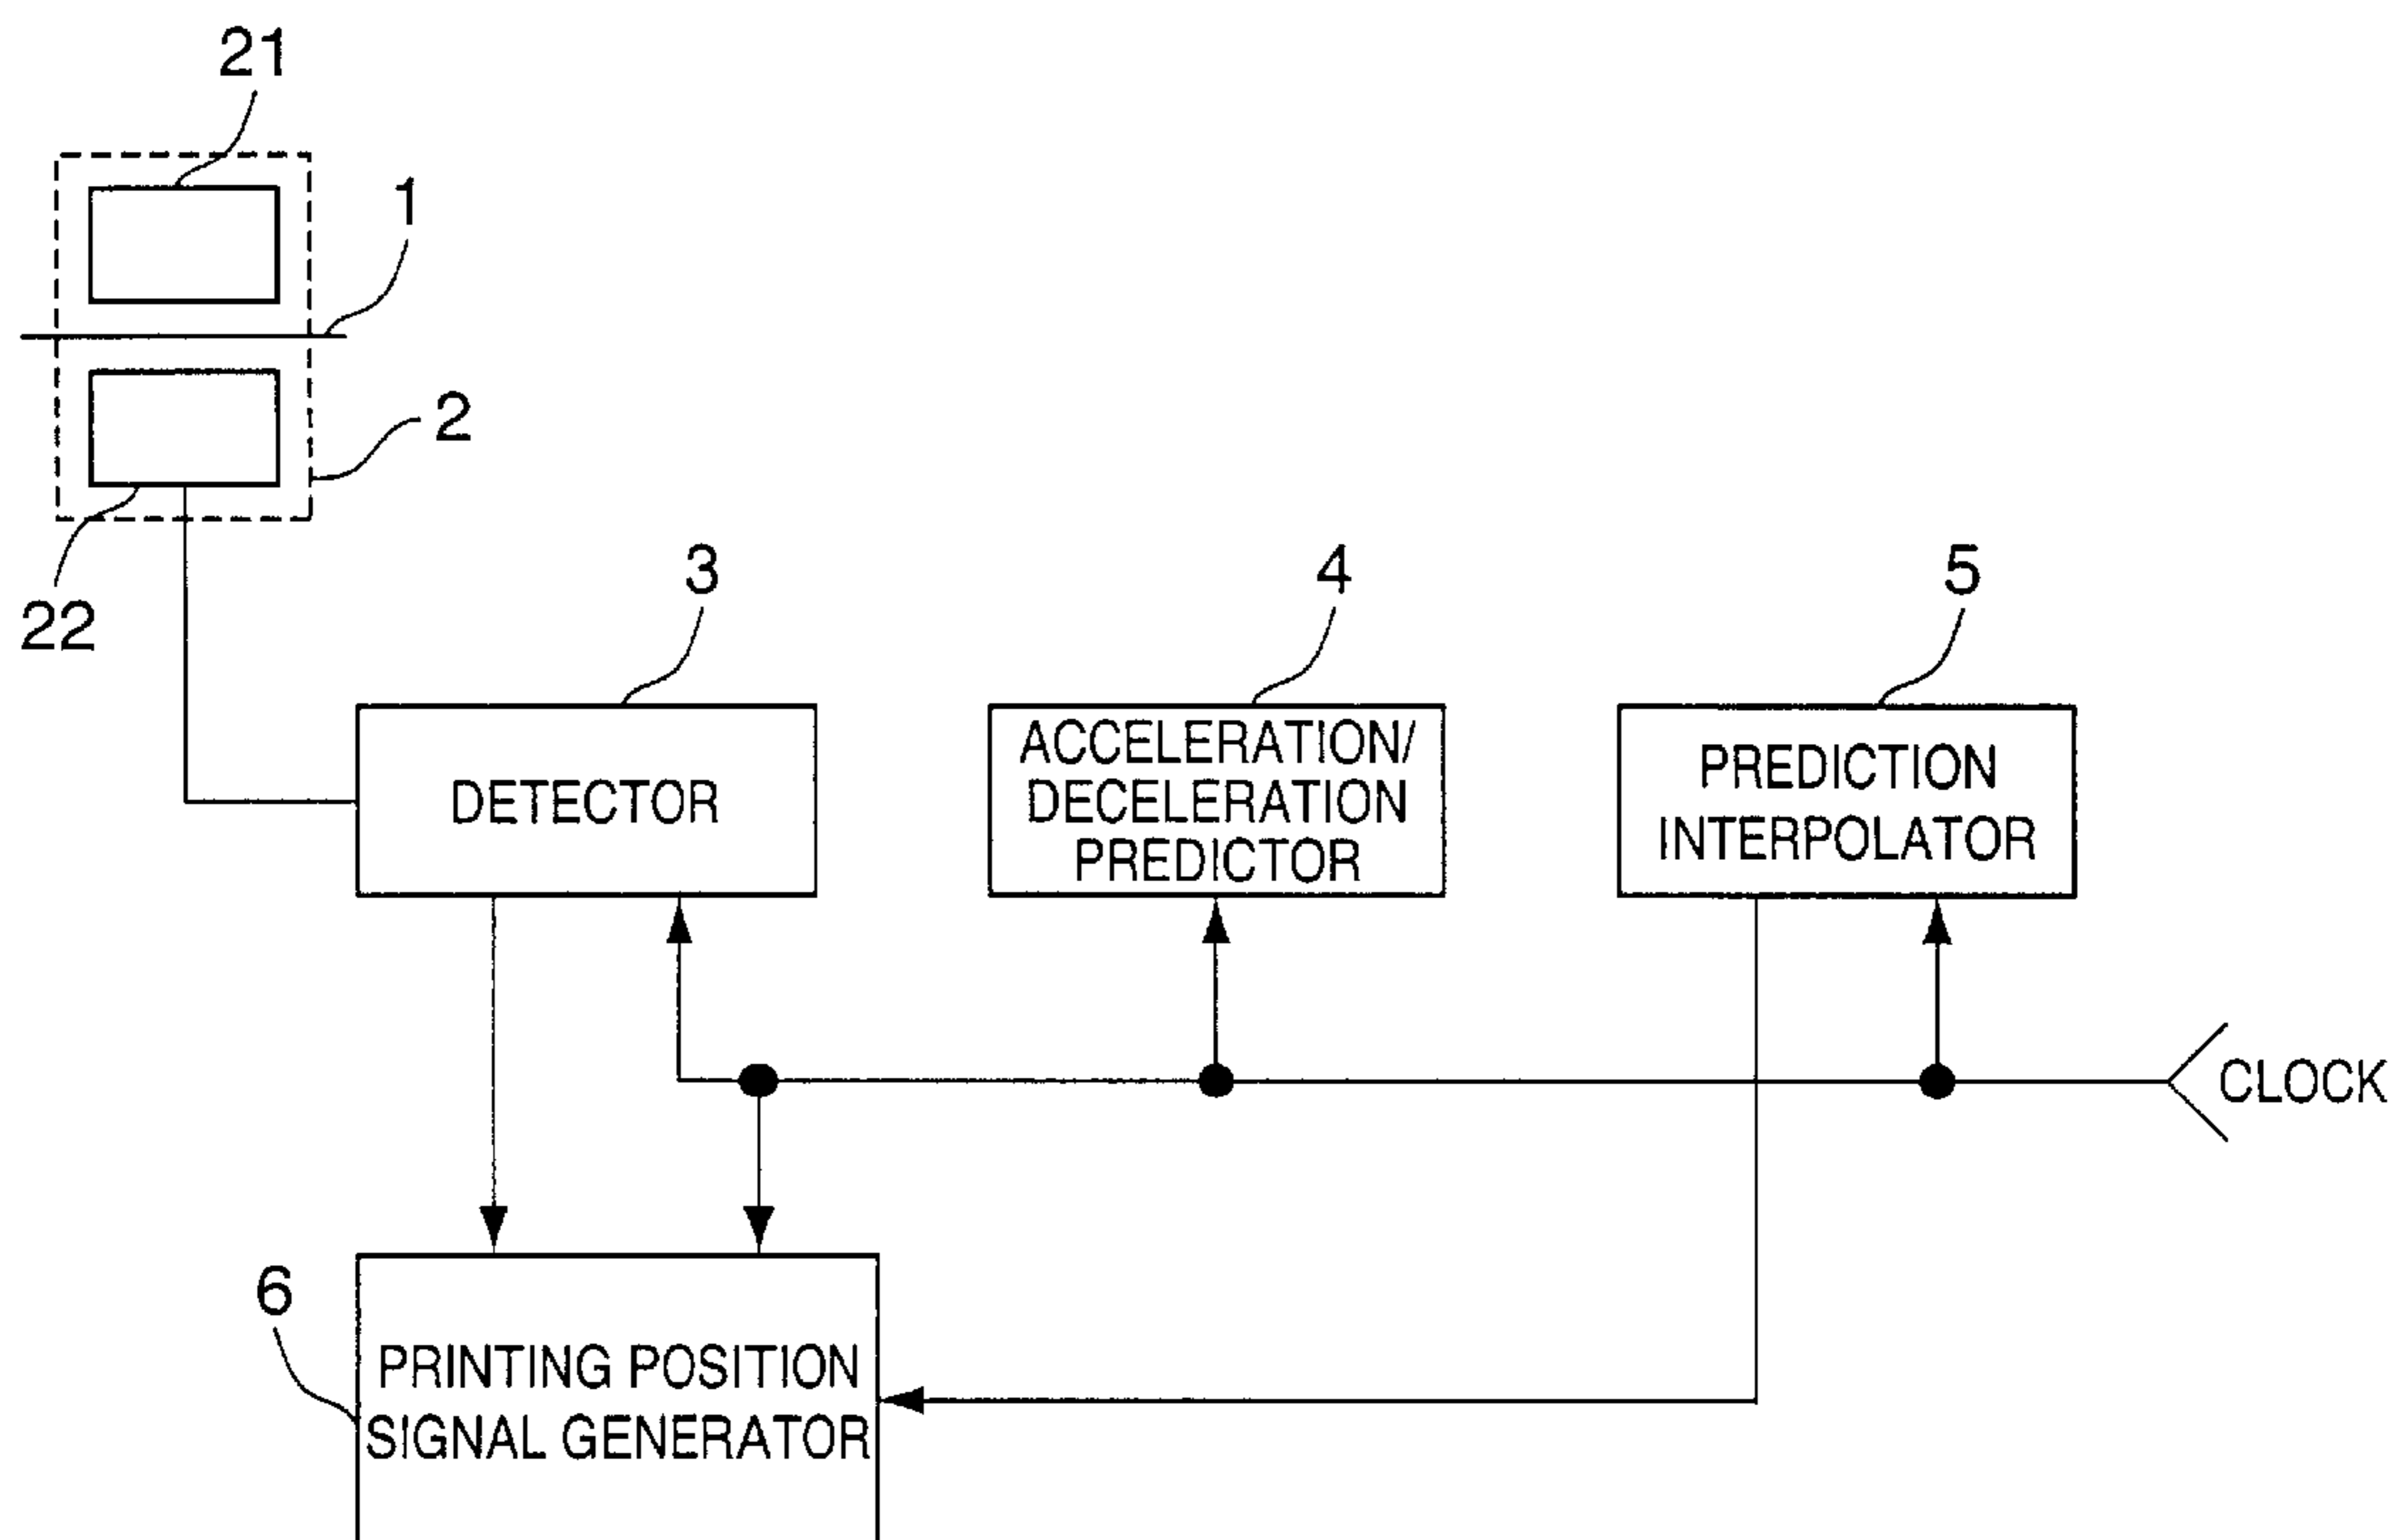 21
1
2
22
3
4
5
DETECTOR
ACCELERATION/
DECELERATION
PREDICTOR
PREDICTION
INTERPOLATOR
CLOCK
6
PRINTING POSITION
SIGNAL GENERATOR